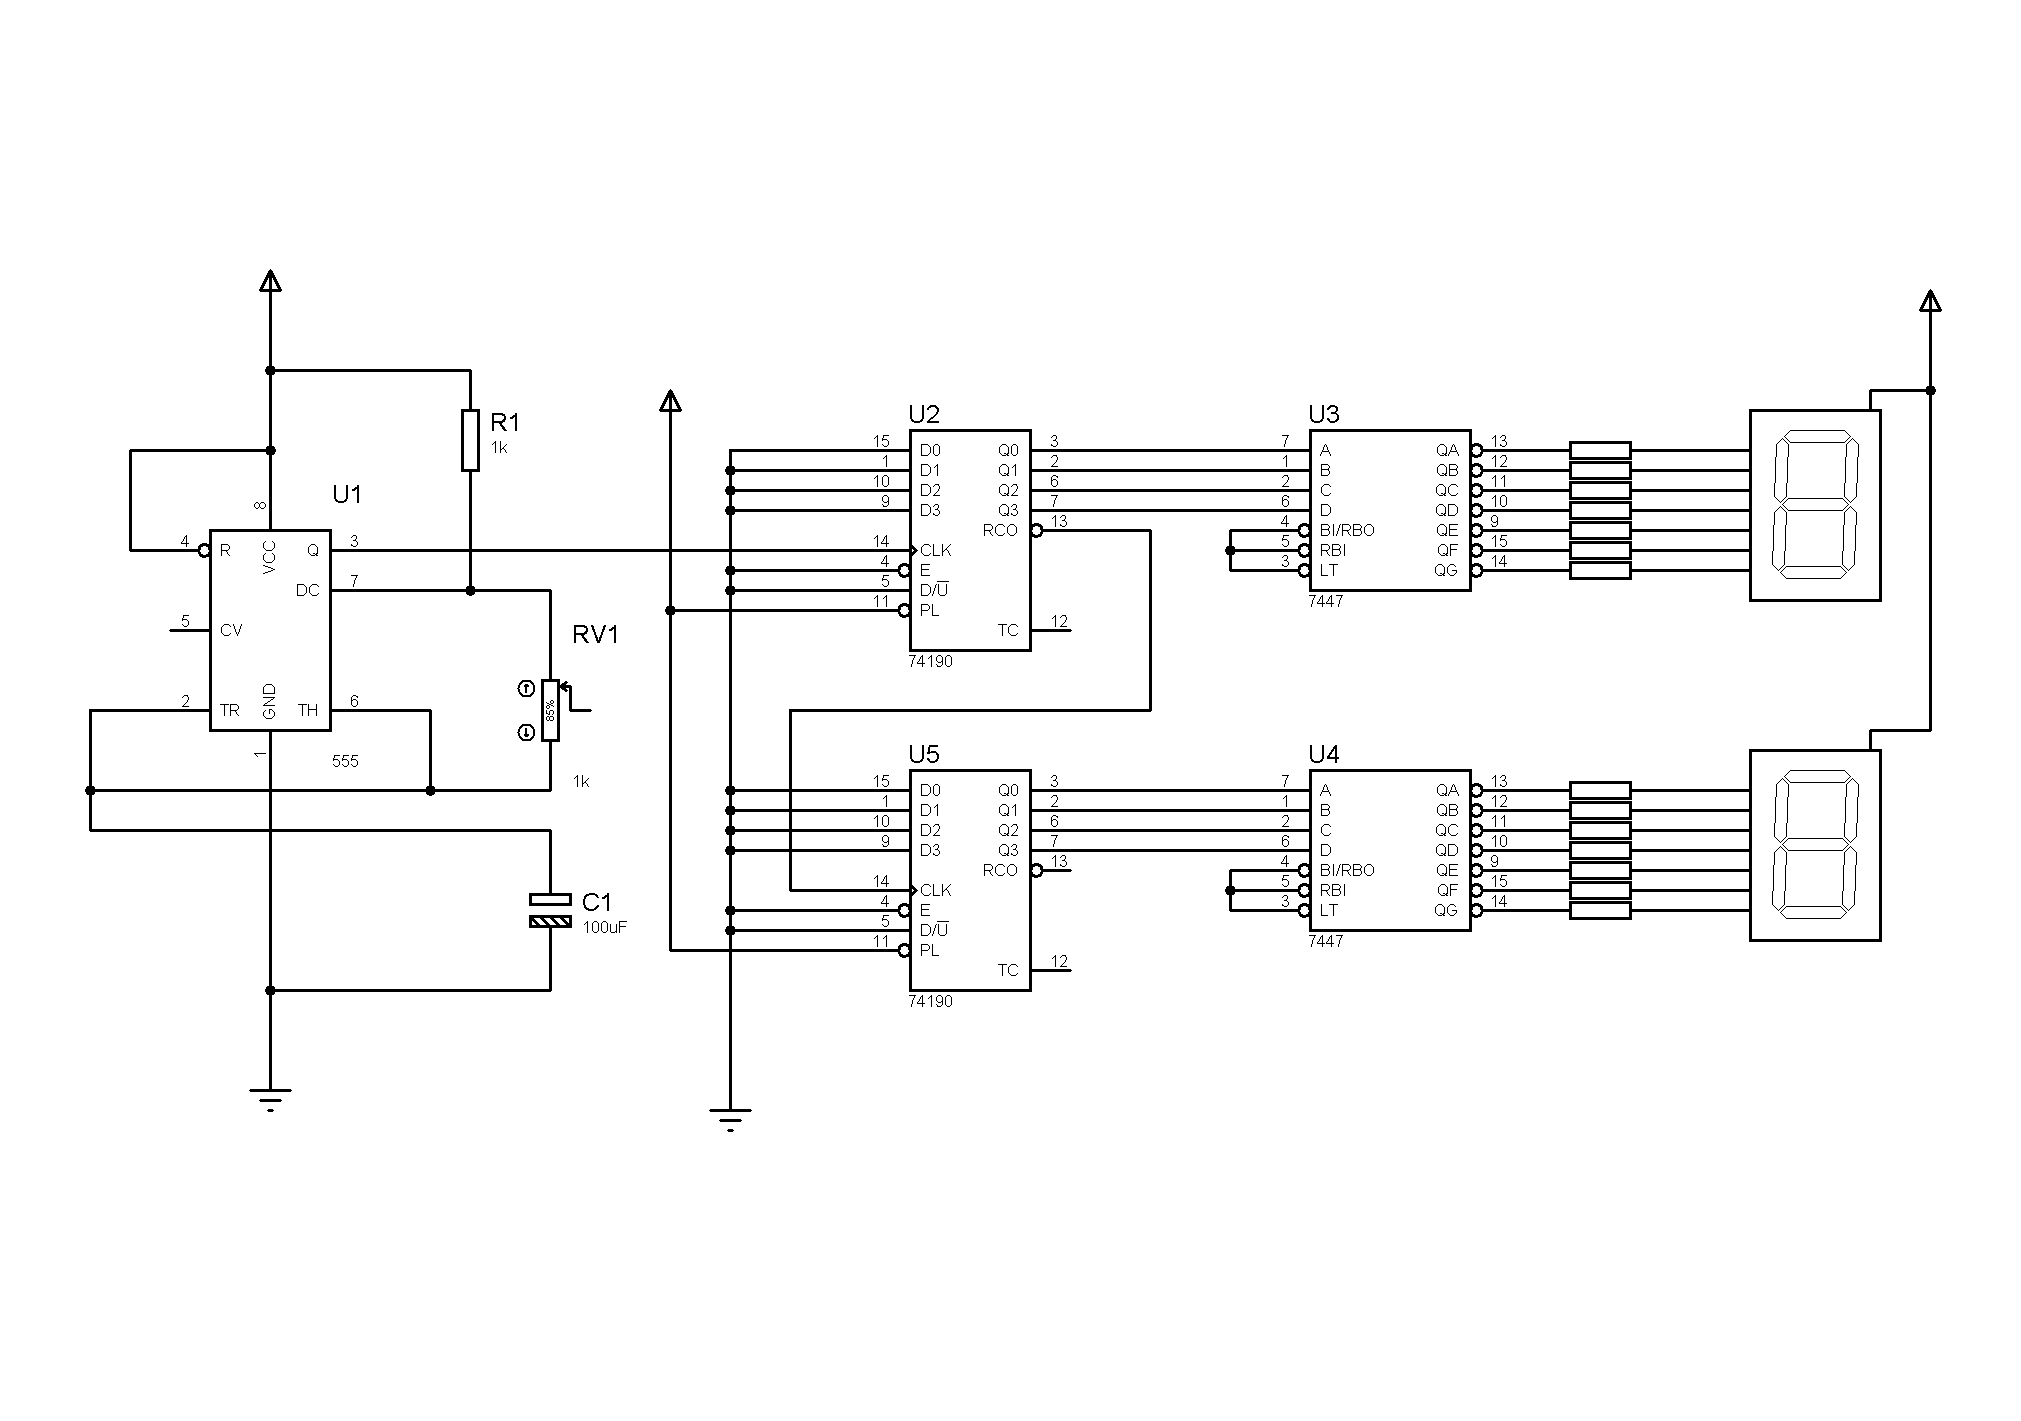 U1
555
4
R
8
VCC
Q
3
DC
7
5
CV
2
TR
GND
1
TH
6
R1
1k
RV1
85%
1k
C1
100uF
U2
74190
15
D0
1
D1
10
D2
9
D3
14
CLK
4
E
5
D/U
11
PL
Q0
3
Q1
2
Q2
6
Q3
7
RCO
13
TC
12
U3
7447
7
A
1
B
2
C
6
D
4
BI/RBO
5
RBI
3
LT
QA
13
QB
12
QC
11
QD
10
QE
9
QF
15
QG
14
U5
74190
15
D0
1
D1
10
D2
9
D3
14
CLK
4
E
5
D/U
11
PL
Q0
3
Q1
2
Q2
6
Q3
7
RCO
13
TC
12
U4
7447
7
A
1
B
2
C
6
D
4
BI/RBO
5
RBI
3
LT
QA
13
QB
12
QC
11
QD
10
QE
9
QF
15
QG
14